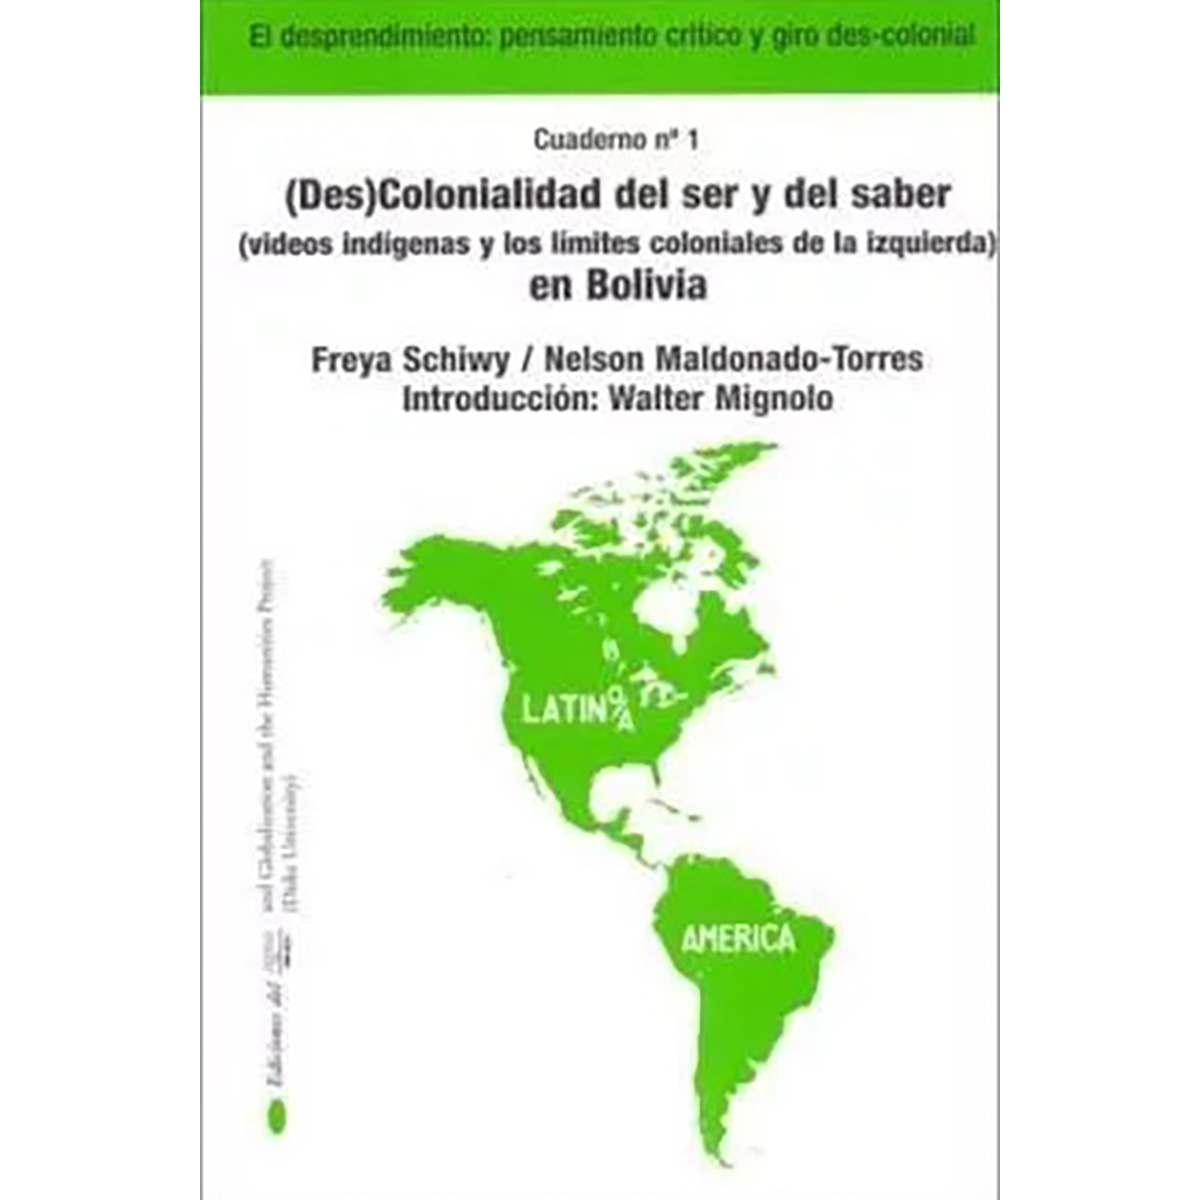 El desprendimiento: pensamiento crítico y giro des-colonial
Cuaderno nº 1
(Des)Colonialidad del ser y del saber
(videos indígenas y los límites coloniales de la izquierda)
en Bolivia
Freya Schiwy / Nelson Maldonado-Torres
Introducción: Walter Mignolo
LATINO/A
AMERICA
Ediciones del
and Globalization and the Humanities Project
(Duke University)